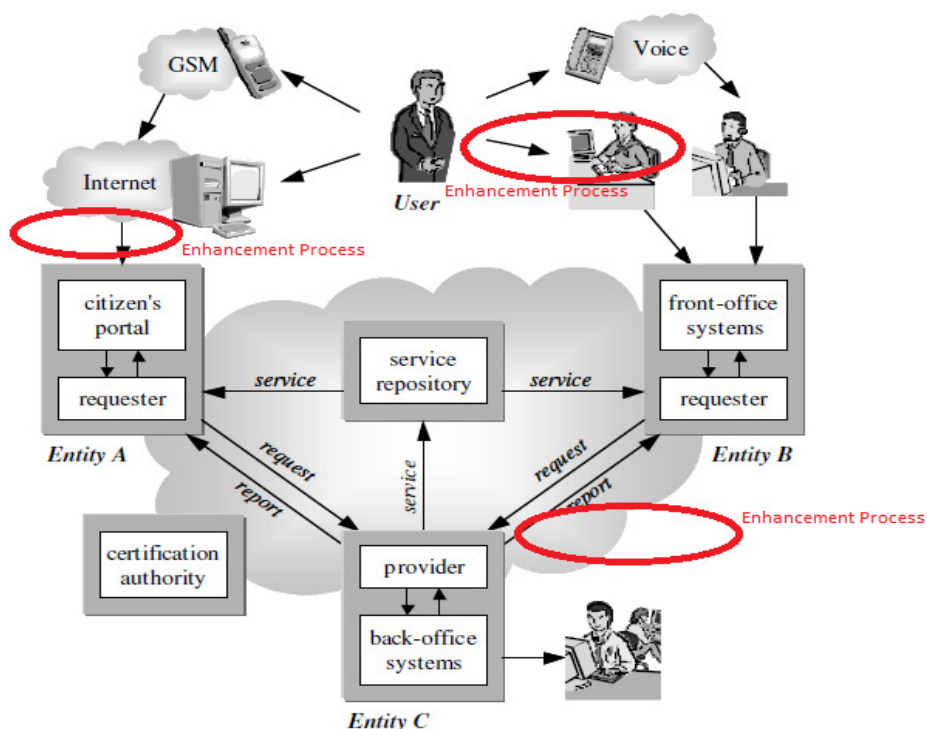 GSM
Voice
Internet
User
Enhancement Process
Enhancement Process
citizen's
portal
requester
Entity A
service
service
repository
service
front-office
systems
requester
Entity B
request
report
service
request
report
Enhancement Process
certification
authority
provider
back-office
systems
Entity C